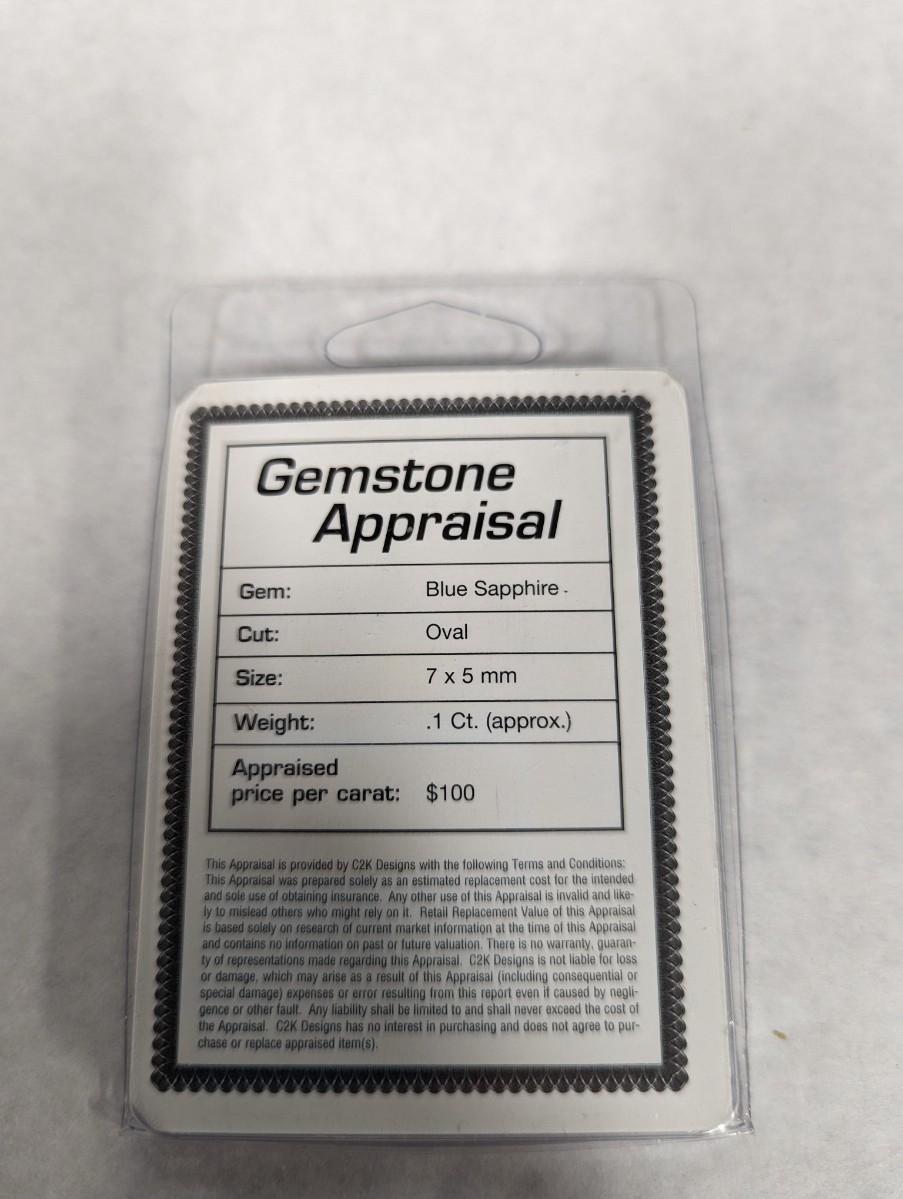 Gemstone
Appraisal
Gem: Blue Sapphire
Cut: Oval
Size: 7 x 5 mm
Weight: .1 Ct. (approx.)
Appraised
price per carat: $100
This Appraisal is provided by C2K Designs with the following Terms and Conditions:
This Appraisal was prepared solely as an estimated replacement cost for the intended
and sole use of obtaining insurance. Any other use of this Appraisal is invalid and like-
ly to mislead others who might rely on it. Retail Replacement Value of this Appraisal
is based solely on research of current market information at the time of this Appraisal
and contains no information on past or future valuation. There is no warranty, guaran-
ty of representations made regarding this Appraisal. C2K Designs is not liable for loss
or damage, which may arise as a result of this Appraisal (including consequential or
special damage) expenses or error resulting from this report even if caused by negli-
gence or other fault. Any liability shall be limited to and shall never exceed the cost of
the Appraisal. C2K Designs has no interest in purchasing and does not agree to pur-
chase or replace appraised item(s).